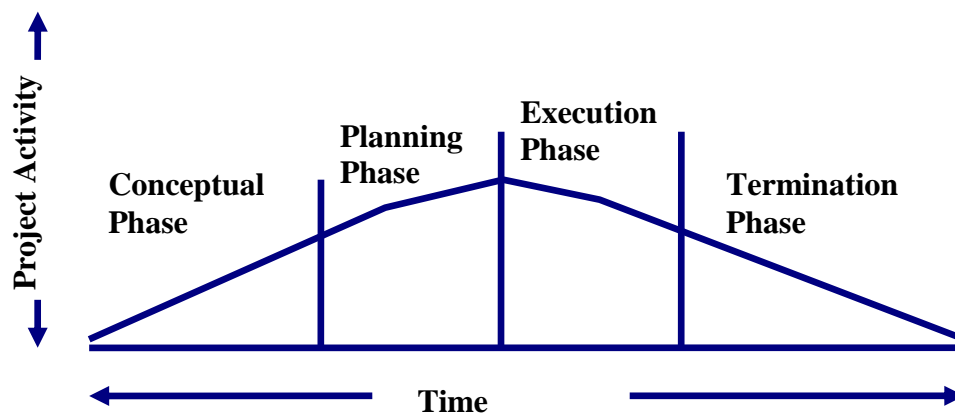 Project Activity
Conceptual
Phase
Planning
Phase
Execution
Phase
Termination
Phase
Time